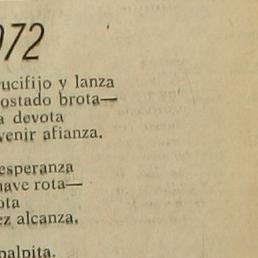 972
ucifijo y lanza
ostado brota—
a devota
venir afianza.
esperanza
nave rota—
ota
ez alcanza.
palpita.